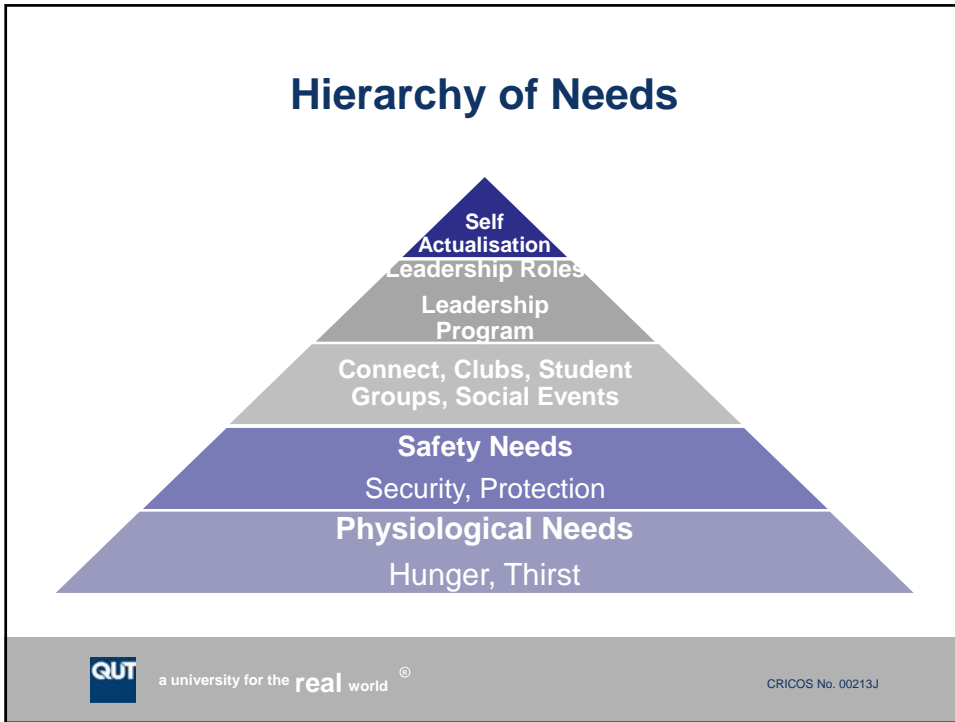 Hierarchy of Needs
Self
Actualisation
Leadership Roles
Leadership
Program
Connect, Clubs, Student
Groups, Social Events
Safety Needs
Security, Protection
Physiological Needs
Hunger, Thirst
QUT
a university for the real world ®
CRICOS No. 00213J